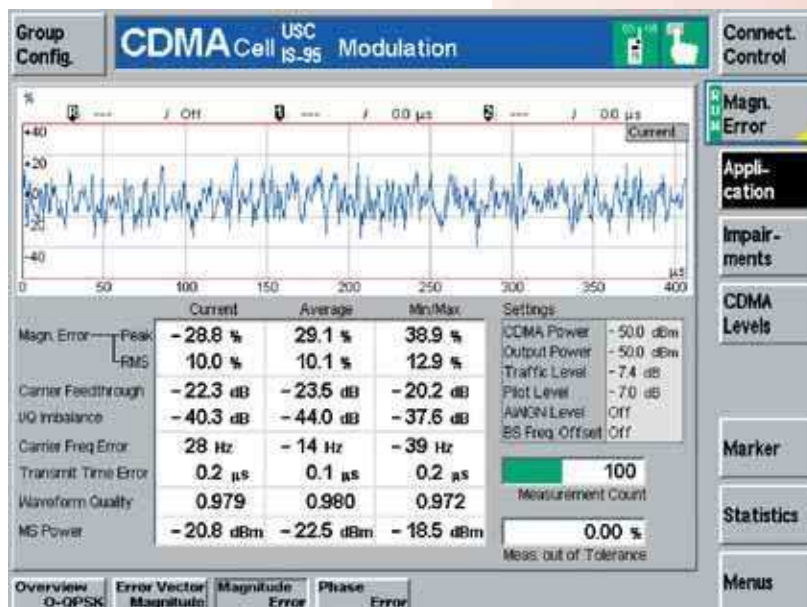 Group Config.
CDMA Cell USC IS-95 Modulation
Connect. Control
% --- / Off 1 --- / 0.0 µs 2 --- / 0.0 µs
RUN
Magn. Error
Current
+40
+20
-20
-40
µs
0 50 100 150 200 250 300 350 400
Appli-cation
Impair-ments
CDMA Levels
Marker
Statistics
Menus
Current Average Min/Max Settings
Magn. Error Peak -28.8 % 29.1 % 38.9 %
RMS 10.0 % 10.1 % 12.9 %
Carrier Feedthrough -22.3 dB -23.5 dB -20.2 dB
I/Q Imbalance -40.3 dB -44.0 dB -37.6 dB
Carrier Freq Error 28 Hz -14 Hz -39 Hz
Transmit Time Error 0.2 µs 0.1 µs 0.2 µs
Waveform Quality 0.979 0.980 0.972
MS Power -20.8 dBm -22.5 dBm -18.5 dBm
CDMA Power -50.0 dBm
Output Power -50.0 dBm
Traffic Level -7.4 dB
Pilot Level -7.0 dB
AWGN Level Off
BS Freq. Offset Off
100
Measurement Count
0.00 %
Meas. out of Tolerance
Overview O-QPSK
Error Vector Magnitude
Magnitude Error
Phase Error